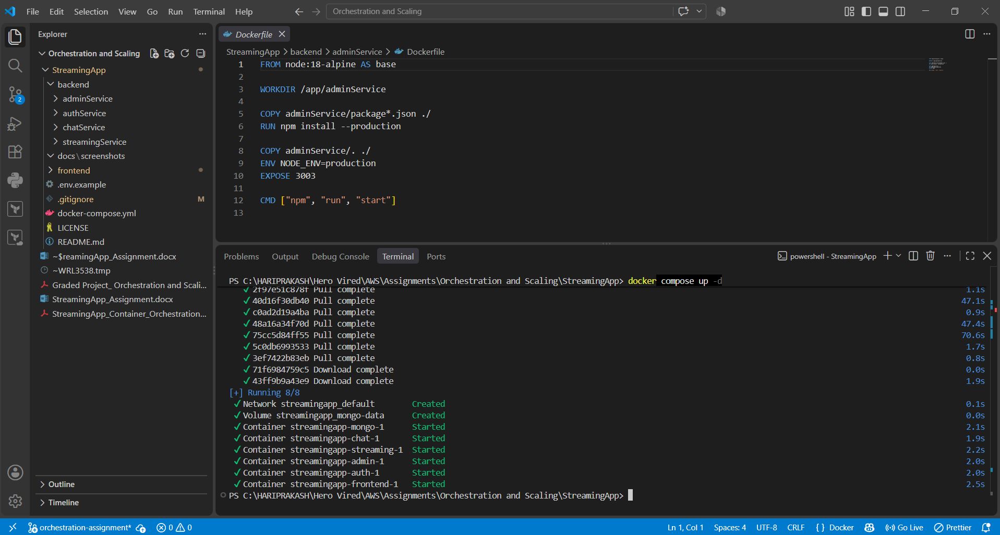 File Edit Selection View Go Run Terminal Help
Orchestration and Scaling
Explorer
Orchestration and Scaling
StreamingApp
backend
adminService
authService
chatService
streamingService
docs\screenshots
frontend
.env.example
.gitignore M
docker-compose.yml
LICENSE
README.md
~$reamingApp_Assignment.docx
~WRL3538.tmp
Graded Project_ Orchestration and Scali...
StreamingApp_Assignment.docx
StreamingApp_Container_Orchestration...
Outline
Timeline
2
Dockerfile
StreamingApp > backend > adminService > Dockerfile
1 FROM node:18-alpine AS base
2
3 WORKDIR /app/adminService
4
5 COPY adminService/package*.json ./
6 RUN npm install --production
7
8 COPY adminService/. ./
9 ENV NODE_ENV=production
10 EXPOSE 3003
11
12 CMD ["npm", "run", "start"]
13
Problems Output Debug Console Terminal Ports
powershell - StreamingApp
PS C:\HARIPRAKASH\Hero Vired\AWS\Assignments\Orchestration and Scaling\StreamingApp> docker compose up -d
✓ 2f97e51c878f Pull complete 1.1s
✓ 40d16f30db40 Pull complete 47.1s
✓ c0ad2d19a4ba Pull complete 0.9s
✓ 48a16a34f70d Pull complete 47.4s
✓ 75cc5d84ff55 Pull complete 70.6s
✓ 5c0db6993533 Pull complete 1.7s
✓ 3ef7422b83eb Pull complete 0.8s
✓ 71f6984759c5 Download complete 0.0s
✓ 43ff9b9a43e9 Download complete 1.9s
[+] Running 8/8
✓ Network streamingapp_default Created 0.1s
✓ Volume streamingapp_mongo-data Created 0.0s
✓ Container streamingapp-mongo-1 Started 2.1s
✓ Container streamingapp-chat-1 Started 1.9s
✓ Container streamingapp-streaming-1 Started 2.2s
✓ Container streamingapp-admin-1 Started 2.0s
✓ Container streamingapp-auth-1 Started 2.0s
✓ Container streamingapp-frontend-1 Started 2.5s
PS C:\HARIPRAKASH\Hero Vired\AWS\Assignments\Orchestration and Scaling\StreamingApp>
orchestration-assignment* 0 0 Ln 1, Col 1 Spaces: 4 UTF-8 CRLF { } Docker Go Live Prettier